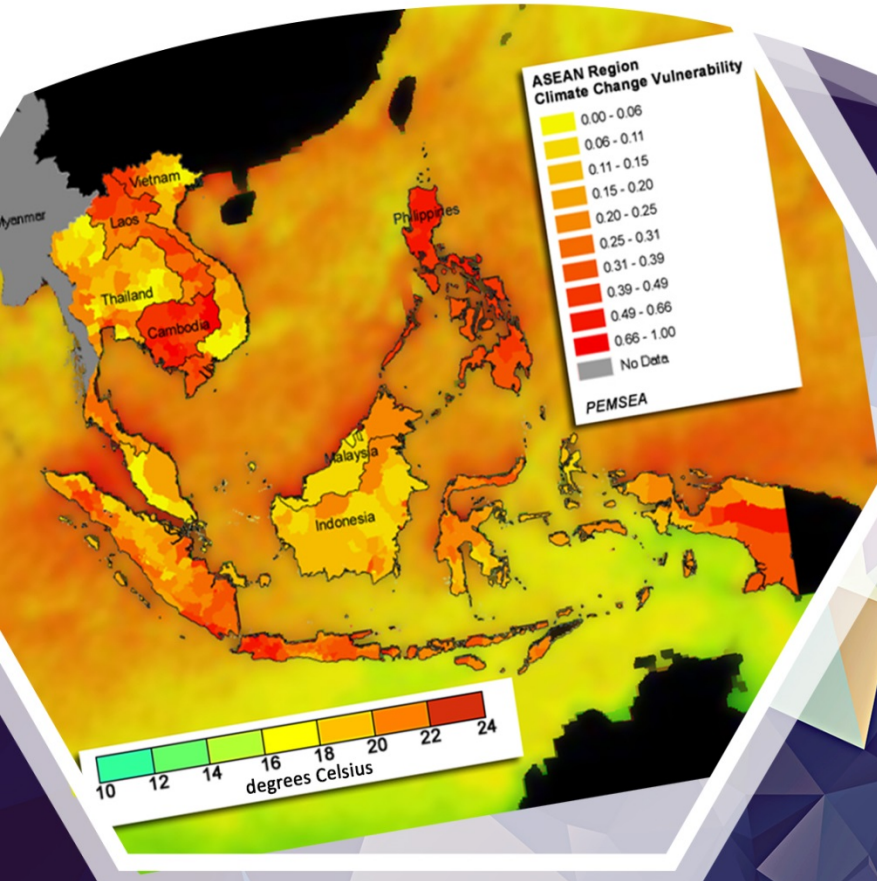 ASEAN Region
Climate Change Vulnerability
0.00 - 0.06
0.06 - 0.11
0.11 - 0.15
0.15 - 0.20
0.20 - 0.25
0.25 - 0.31
0.31 - 0.39
0.39 - 0.49
0.49 - 0.66
0.66 - 1.00
No Data
PEMSEA
Myanmar
Vietnam
Laos
Philippines
Thailand
Cambodia
Malaysia
Indonesia
10 12 14 16 18 20 22 24
degrees Celsius